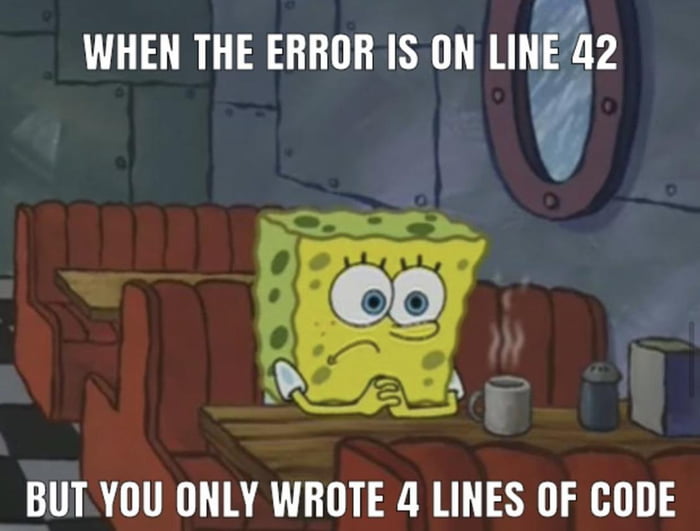 WHEN THE ERROR IS ON LINE 42
BUT YOU ONLY WROTE 4 LINES OF CODE